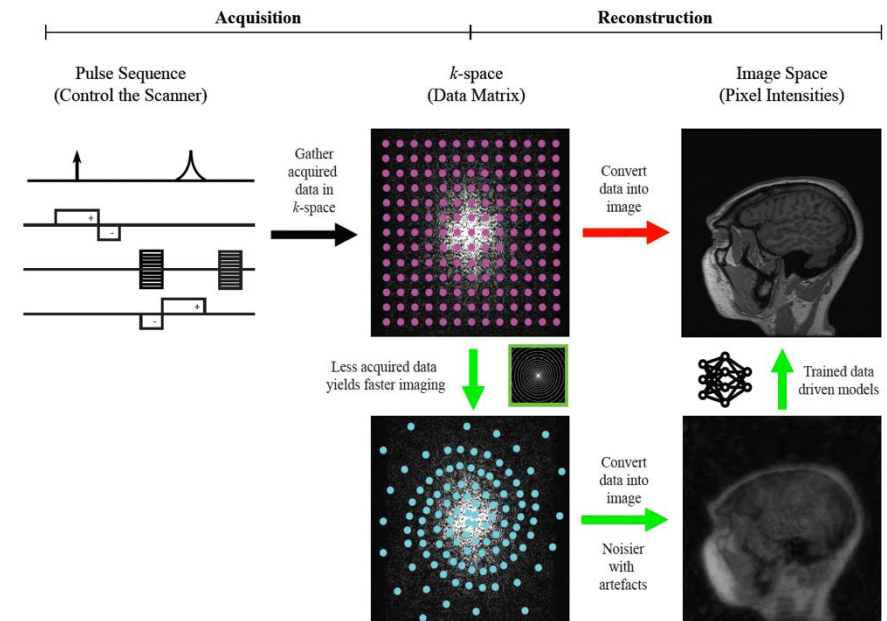 Acquisition
Reconstruction
Pulse Sequence
(Control the Scanner)
k-space
(Data Matrix)
Image Space
(Pixel Intensities)
Gather
acquired
data in
k-space
Convert
data into
image
+
-
-
+
Less acquired data
yields faster imaging
Trained data
driven models
Convert
data into
image
Noisier
with
artefacts